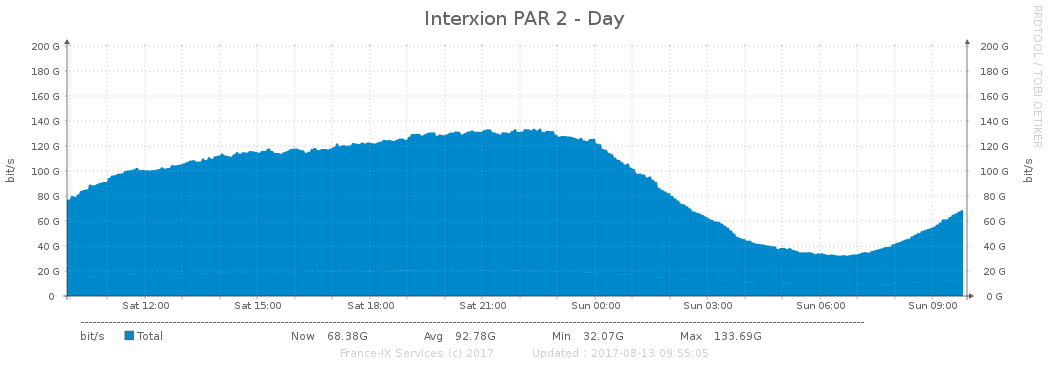 Interxion PAR 2 - Day
RRDTOOL / TOBI OETIKER
200 G 200 G
180 G 180 G
160 G 160 G
140 G 140 G
120 G 120 G
100 G 100 G
80 G 80 G
60 G 60 G
40 G 40 G
20 G 20 G
0 0 G
bit/s bit/s
Sat 12:00 Sat 15:00 Sat 18:00 Sat 21:00 Sun 00:00 Sun 03:00 Sun 06:00 Sun 09:00
bit/s Total Now 68.38G Avg 92.78G Min 32.07G Max 133.69G
France-IX Services (c) 2017 Updated : 2017-08-13 09:55:05